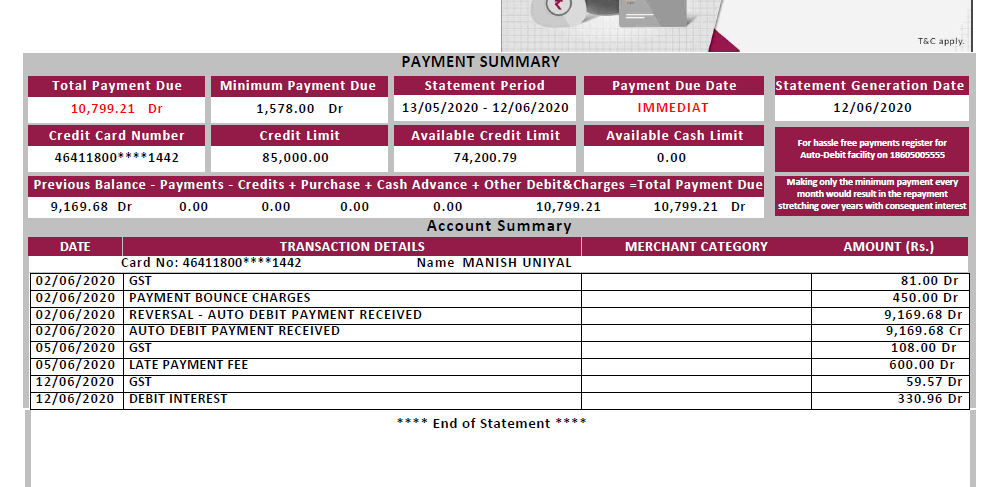 ₹
T&C apply.
PAYMENT SUMMARY
Total Payment Due Minimum Payment Due Statement Period Payment Due Date Statement Generation Date
10,799.21 Dr 1,578.00 Dr 13/05/2020 - 12/06/2020 IMMEDIAT 12/06/2020
Credit Card Number Credit Limit Available Credit Limit Available Cash Limit
46411800****1442 85,000.00 74,200.79 0.00
For hassle free payments register for
Auto-Debit facility on 18605005555
Previous Balance - Payments - Credits + Purchase + Cash Advance + Other Debit&Charges =Total Payment Due
9,169.68 Dr 0.00 0.00 0.00 0.00 10,799.21 10,799.21 Dr
Making only the minimum payment every
month would result in the repayment
stretching over years with consequent interest
Account Summary
DATE TRANSACTION DETAILS MERCHANT CATEGORY AMOUNT (Rs.)
Card No: 46411800****1442 Name MANISH UNIYAL
02/06/2020 GST 81.00 Dr
02/06/2020 PAYMENT BOUNCE CHARGES 450.00 Dr
02/06/2020 REVERSAL - AUTO DEBIT PAYMENT RECEIVED 9,169.68 Dr
02/06/2020 AUTO DEBIT PAYMENT RECEIVED 9,169.68 Cr
05/06/2020 GST 108.00 Dr
05/06/2020 LATE PAYMENT FEE 600.00 Dr
12/06/2020 GST 59.57 Dr
12/06/2020 DEBIT INTEREST 330.96 Dr
**** End of Statement ****